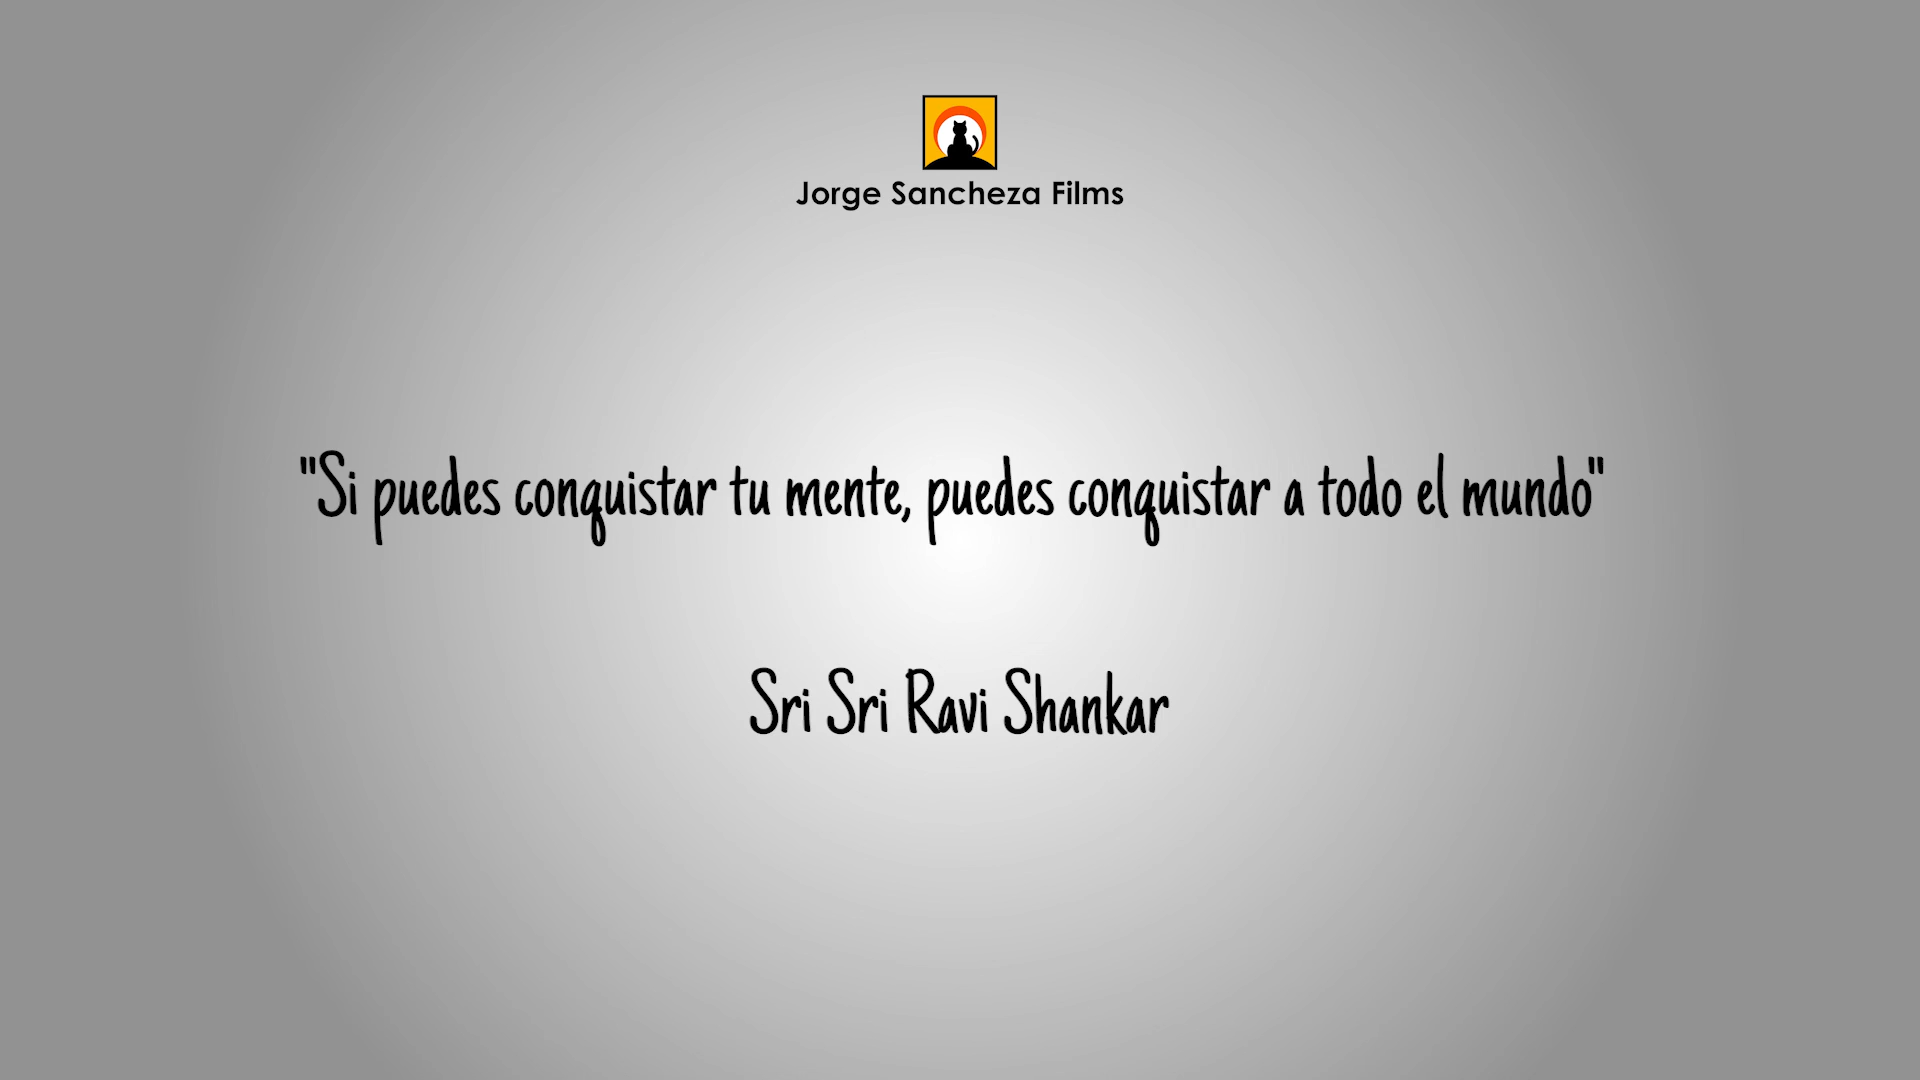 Jorge Sancheza Films
"Si puedes conquistar tu mente, puedes conquistar a todo el mundo"
Sri Sri Ravi Shankar